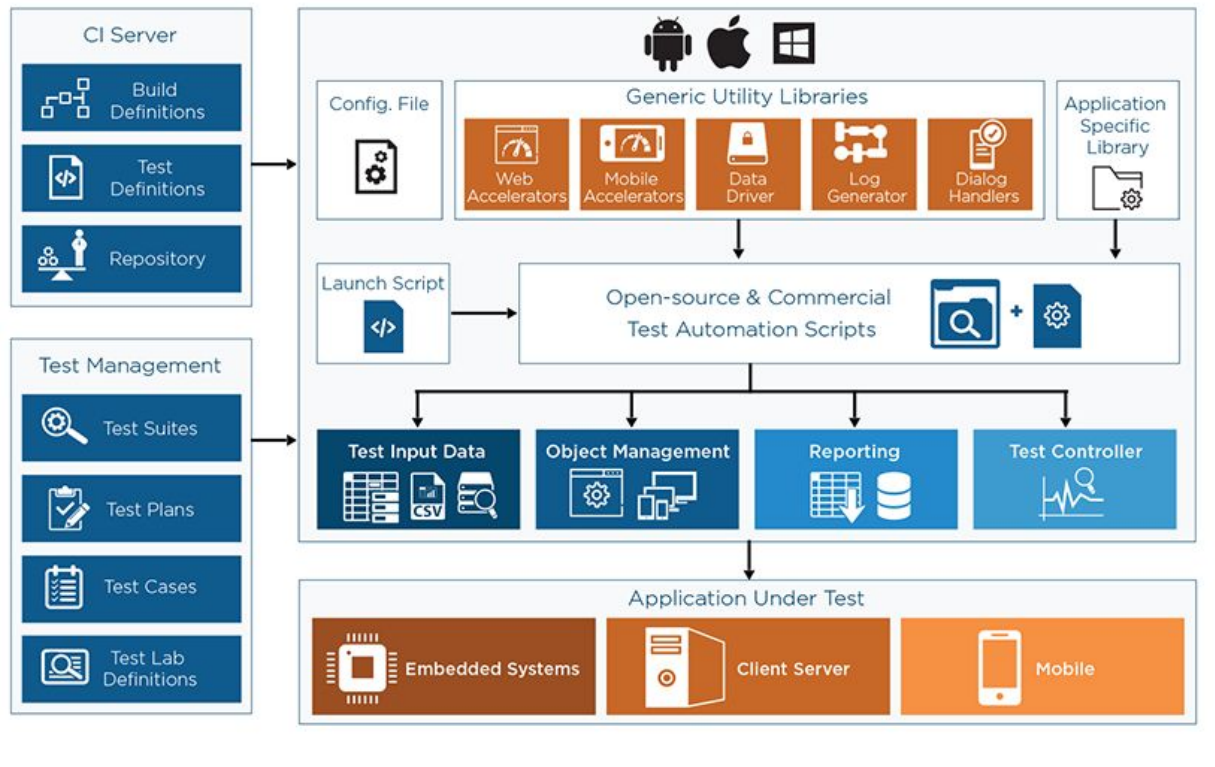 CI Server
Build
Definitions
Test
Definitions
Repository
Test Management
Test Suites
Test Plans
Test Cases
Test Lab
Definitions
Config. File
Generic Utility Libraries
Web
Accelerators
Mobile
Accelerators
Data
Driver
Log
Generator
Dialog
Handlers
Application
Specific
Library
Launch Script
</>
Open-source & Commercial
Test Automation Scripts
+
Test Input Data
CSV
Object Management
Reporting
Test Controller
Application Under Test
Embedded Systems
Client Server
Mobile